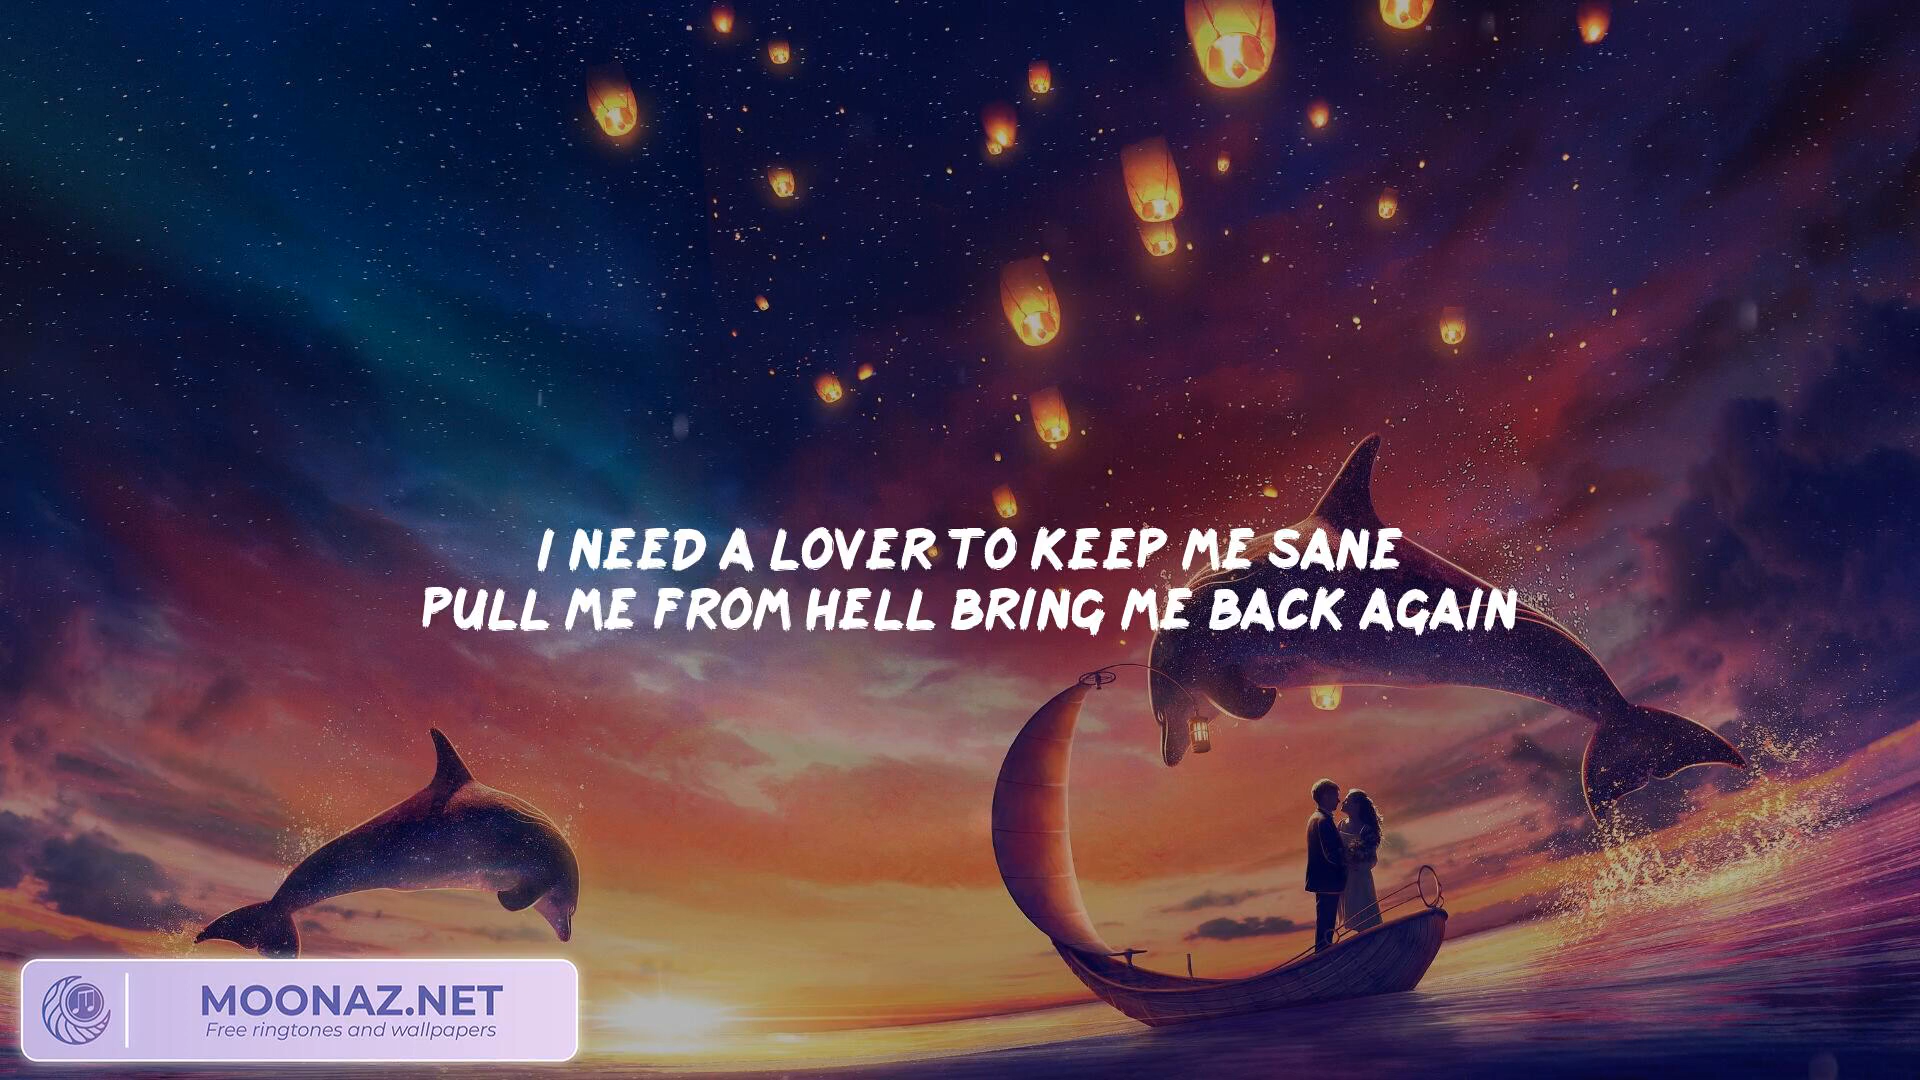 I NEED A LOVER TO KEEP ME SANE
PULL ME FROM HELL BRING ME BACK AGAIN
MOONAZ.NET
Free ringtones and wallpapers